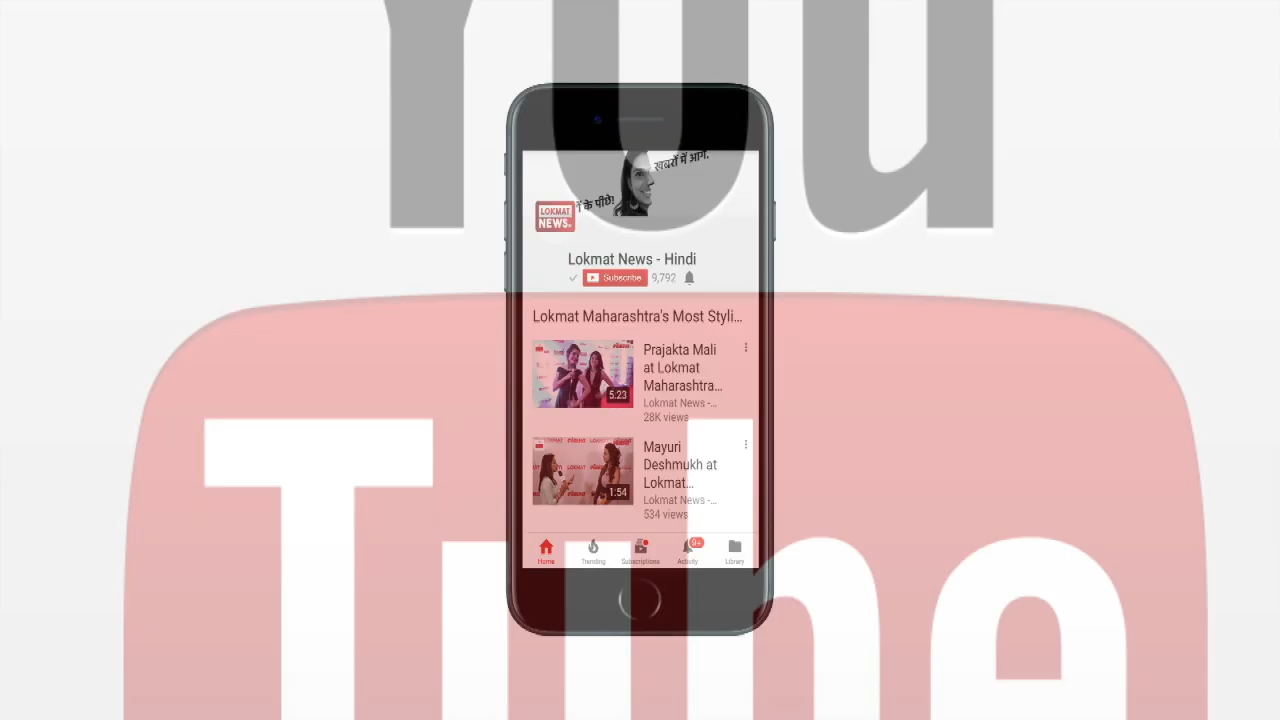 You
Tube
खबरों में आगे,
के पीछे!
LOKMAT
NEWS.in
Lokmat News - Hindi
Subscribe 9,792
Lokmat Maharashtra's Most Styli...
Prajakta Mali
at Lokmat
Maharashtra...
Lokmat News -...
28K views
5:23
Mayuri
Deshmukh at
Lokmat...
Lokmat News -...
534 views
1:54
9+
Home Trending Subscriptions Activity Library